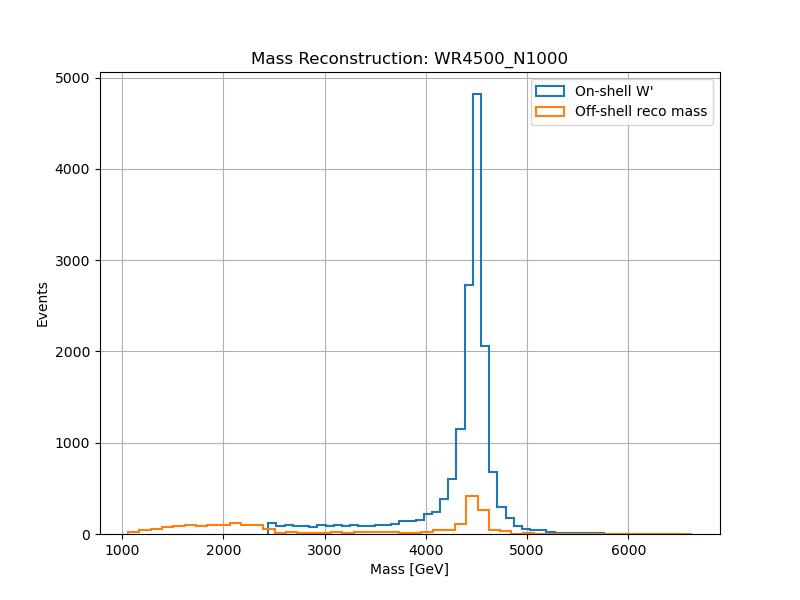 Mass Reconstruction: WR4500_N1000
On-shell W'
Off-shell reco mass
Events
5000
4000
3000
2000
1000
0
1000 2000 3000 4000 5000 6000
Mass [GeV]